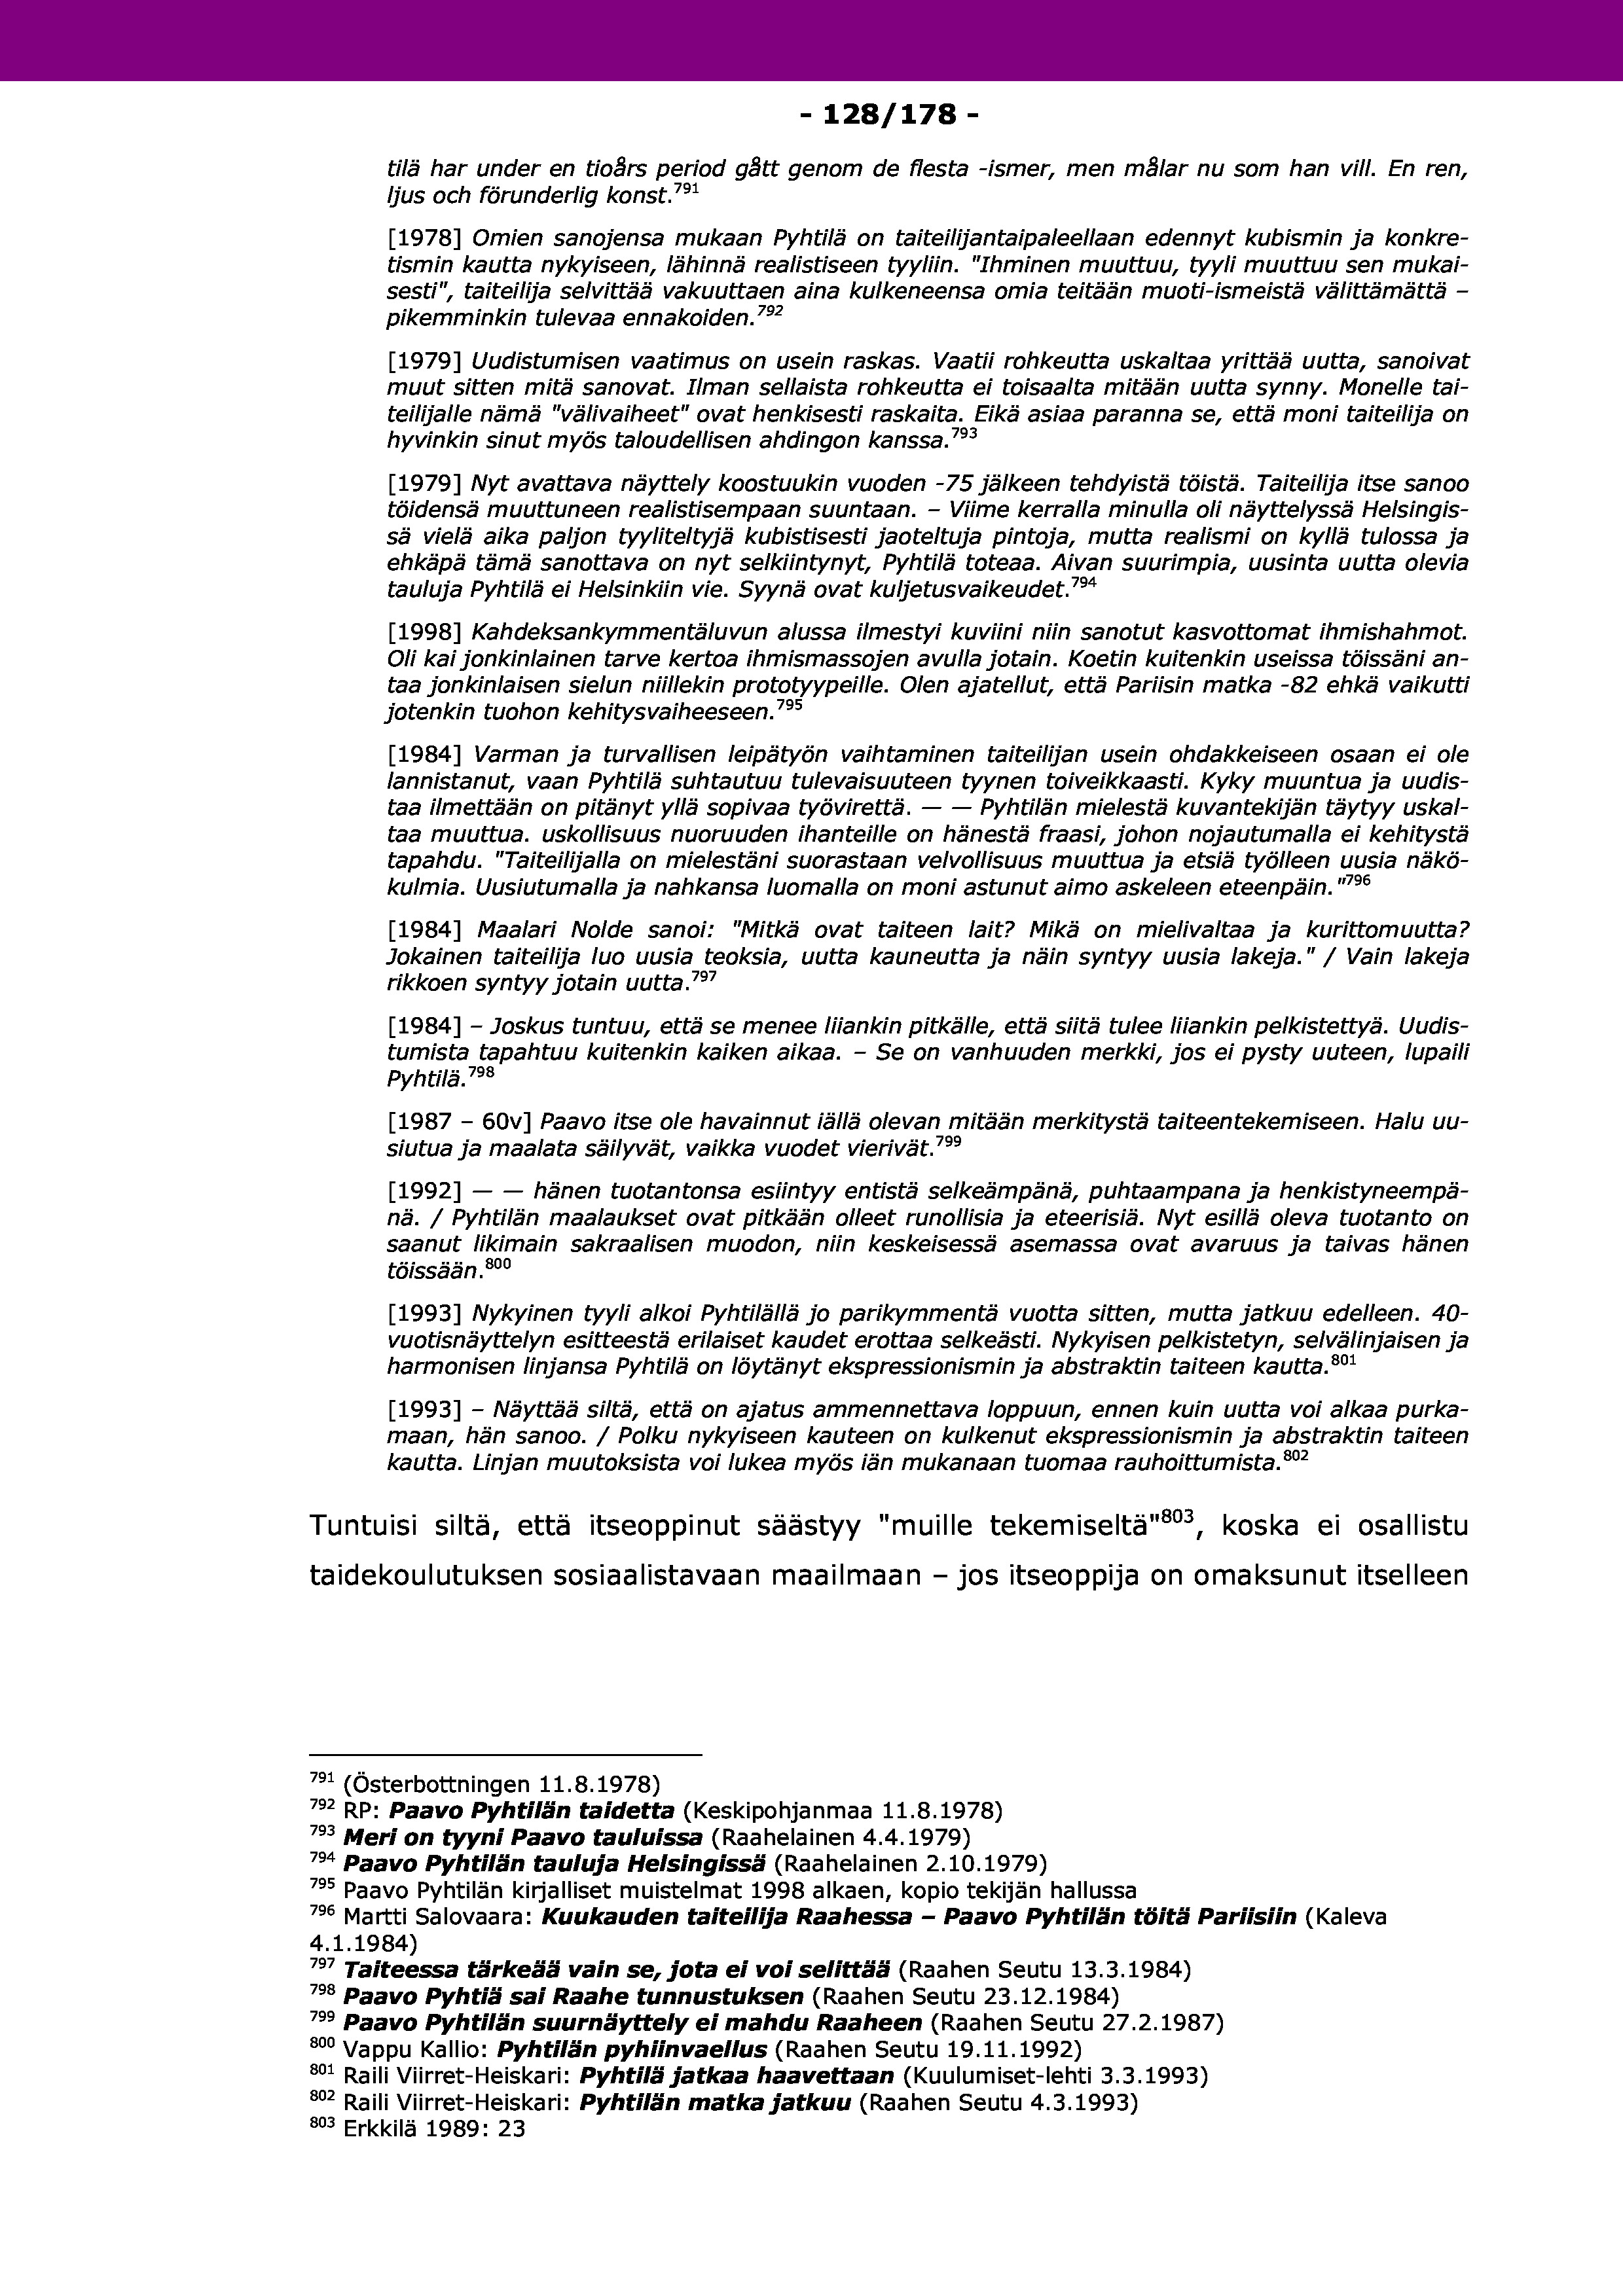 - 128/178 -
tilä har under en tioårs period gått genom de flesta -ismer, men målar nu som han vill. En ren,
ljus och förunderlig konst.791
[1978] Omien sanojensa mukaan Pyhtilä on taiteilijantaipaleellaan edennyt kubismin ja konkre-
tismin kautta nykyiseen, lähinnä realistiseen tyyliin. "Ihminen muuttuu, tyyli muuttuu sen mukai-
sesti", taiteilija selvittää vakuuttaen aina kulkeneensa omia teitään muoti-ismeistä välittämättä –
pikemminkin tulevaa ennakoiden.792
[1979] Uudistumisen vaatimus on usein raskas. Vaatii rohkeutta uskaltaa yrittää uutta, sanoivat
muut sitten mitä sanovat. Ilman sellaista rohkeutta ei toisaalta mitään uutta synny. Monelle tai-
teilijalle nämä "välivaiheet" ovat henkisesti raskaita. Eikä asiaa paranna se, että moni taiteilija on
hyvinkin sinut myös taloudellisen ahdingon kanssa.793
[1979] Nyt avattava näyttely koostuukin vuoden -75 jälkeen tehdyistä töistä. Taiteilija itse sanoo
töidensä muuttuneen realistisempaan suuntaan. – Viime kerralla minulla oli näyttelyssä Helsingis-
sä vielä aika paljon tyyliteltyjä kubistisesti jaoteltuja pintoja, mutta realismi on kyllä tulossa ja
ehkäpä tämä sanottava on nyt selkiintynyt, Pyhtilä toteaa. Aivan suurimpia, uusinta uutta olevia
tauluja Pyhtilä ei Helsinkiin vie. Syynä ovat kuljetusvaikeudet.794
[1998] Kahdeksankymmentäluvun alussa ilmestyi kuviini niin sanotut kasvottomat ihmishahmot.
Oli kai jonkinlainen tarve kertoa ihmismassojen avulla jotain. Koetin kuitenkin useissa töissäni an-
taa jonkinlaisen sielun niillekin prototyypeille. Olen ajatellut, että Pariisin matka -82 ehkä vaikutti
jotenkin tuohon kehitysvaiheeseen.795
[1984] Varman ja turvallisen leipätyön vaihtaminen taiteilijan usein ohdakkeiseen osaan ei ole
lannistanut, vaan Pyhtilä suhtautuu tulevaisuuteen tyynen toiveikkaasti. Kyky muuntua ja uudis-
taa ilmettään on pitänyt yllä sopivaa työvirettä. — — Pyhtilän mielestä kuvantekijän täytyy uskal-
taa muuttua. uskollisuus nuoruuden ihanteille on hänestä fraasi, johon nojautumalla ei kehitystä
tapahdu. "Taiteilijalla on mielestäni suorastaan velvollisuus muuttua ja etsiä työlleen uusia näkö-
kulmia. Uusiutumalla ja nahkansa luomalla on moni astunut aimo askeleen eteenpäin."796
[1984] Maalari Nolde sanoi: "Mitkä ovat taiteen lait? Mikä on mielivaltaa ja kurittomuutta?
Jokainen taiteilija luo uusia teoksia, uutta kauneutta ja näin syntyy uusia lakeja." / Vain lakeja
rikkoen syntyy jotain uutta.797
[1984] – Joskus tuntuu, että se menee liiankin pitkälle, että siitä tulee liiankin pelkistettyä. Uudis-
tumista tapahtuu kuitenkin kaiken aikaa. – Se on vanhuuden merkki, jos ei pysty uuteen, lupaili
Pyhtilä.798
[1987 – 60v] Paavo itse ole havainnut iällä olevan mitään merkitystä taiteentekemiseen. Halu uu-
siutua ja maalata säilyvät, vaikka vuodet vierivät.799
[1992] — — hänen tuotantonsa esiintyy entistä selkeämpänä, puhtaampana ja henkistyneempä-
nä. / Pyhtilän maalaukset ovat pitkään olleet runollisia ja eteerisiä. Nyt esillä oleva tuotanto on
saanut likimain sakraalisen muodon, niin keskeisessä asemassa ovat avaruus ja taivas hänen
töissään.800
[1993] Nykyinen tyyli alkoi Pyhtilällä jo parikymmentä vuotta sitten, mutta jatkuu edelleen. 40-
vuotisnäyttelyn esitteestä erilaiset kaudet erottaa selkeästi. Nykyisen pelkistetyn, selvälinjaisen ja
harmonisen linjansa Pyhtilä on löytänyt ekspressionismin ja abstraktin taiteen kautta.801
[1993] – Näyttää siltä, että on ajatus ammennettava loppuun, ennen kuin uutta voi alkaa purka-
maan, hän sanoo. / Polku nykyiseen kauteen on kulkenut ekspressionismin ja abstraktin taiteen
kautta. Linjan muutoksista voi lukea myös iän mukanaan tuomaa rauhoittumista.802
Tuntuisi siltä, että itseoppinut säästyy "muille tekemiseltä"803, koska ei osallistu
taidekoulutuksen sosiaalistavaan maailmaan – jos itseoppija on omaksunut itselleen
791 (Österbottningen 11.8.1978)
792 RP: Paavo Pyhtilän taidetta (Keskipohjanmaa 11.8.1978)
793 Meri on tyyni Paavo tauluissa (Raahelainen 4.4.1979)
794 Paavo Pyhtilän tauluja Helsingissä (Raahelainen 2.10.1979)
795 Paavo Pyhtilän kirjalliset muistelmat 1998 alkaen, kopio tekijän hallussa
796 Martti Salovaara: Kuukauden taiteilija Raahessa – Paavo Pyhtilän töitä Pariisiin (Kaleva
4.1.1984)
797 Taiteessa tärkeää vain se, jota ei voi selittää (Raahen Seutu 13.3.1984)
798 Paavo Pyhtiä sai Raahe tunnustuksen (Raahen Seutu 23.12.1984)
799 Paavo Pyhtilän suurnäyttely ei mahdu Raaheen (Raahen Seutu 27.2.1987)
800 Vappu Kallio: Pyhtilän pyhiinvaellus (Raahen Seutu 19.11.1992)
801 Raili Viirret-Heiskari: Pyhtilä jatkaa haavettaan (Kuulumiset-lehti 3.3.1993)
802 Raili Viirret-Heiskari: Pyhtilän matka jatkuu (Raahen Seutu 4.3.1993)
803 Erkkilä 1989: 23